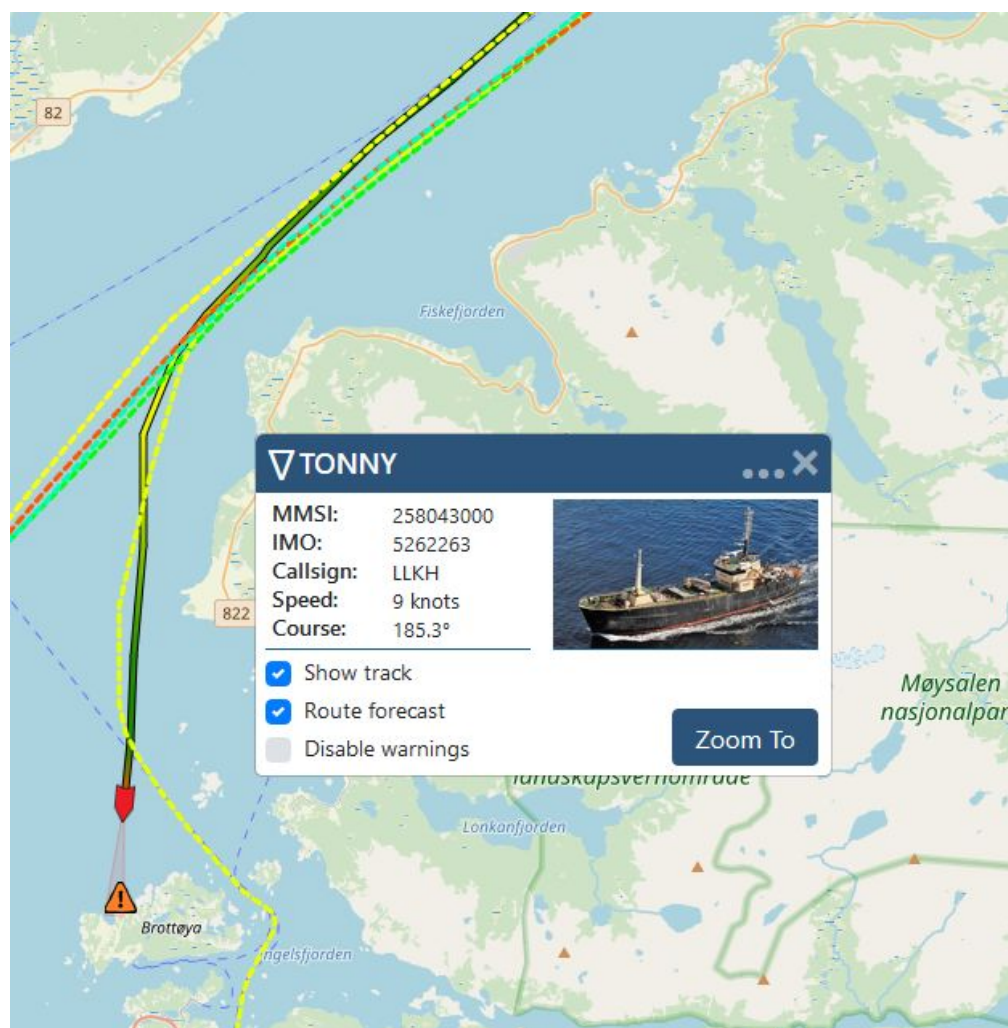 82
Fiskefjorden
TONNY
MMSI: 258043000
IMO: 5262263
Callsign: LLKH
Speed: 9 knots
Course: 185.3°
Show track
Route forecast
Disable warnings
Zoom To
822
Møysalen
nasjonalpar
landskapsvernområde
Lonkanfjorden
Brottøya
ngelsfjorden